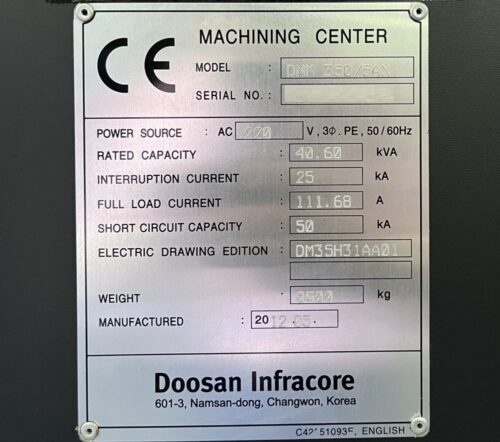 CE MACHINING CENTER
MODEL : DNM 350/5AX
SERIAL NO. :
POWER SOURCE : AC 220 V, 3Φ. PE, 50/60Hz
RATED CAPACITY : 40.60 kVA
INTERRUPTION CURRENT : 25 kA
FULL LOAD CURRENT : 111.68 A
SHORT CIRCUIT CAPACITY : 50 kA
ELECTRIC DRAWING EDITION : DM35H31AA01
WEIGHT : kg
MANUFACTURED : 2012.05.
Doosan Infracore
601-3, Namsan-dong, Changwon, Korea
ENGLISH